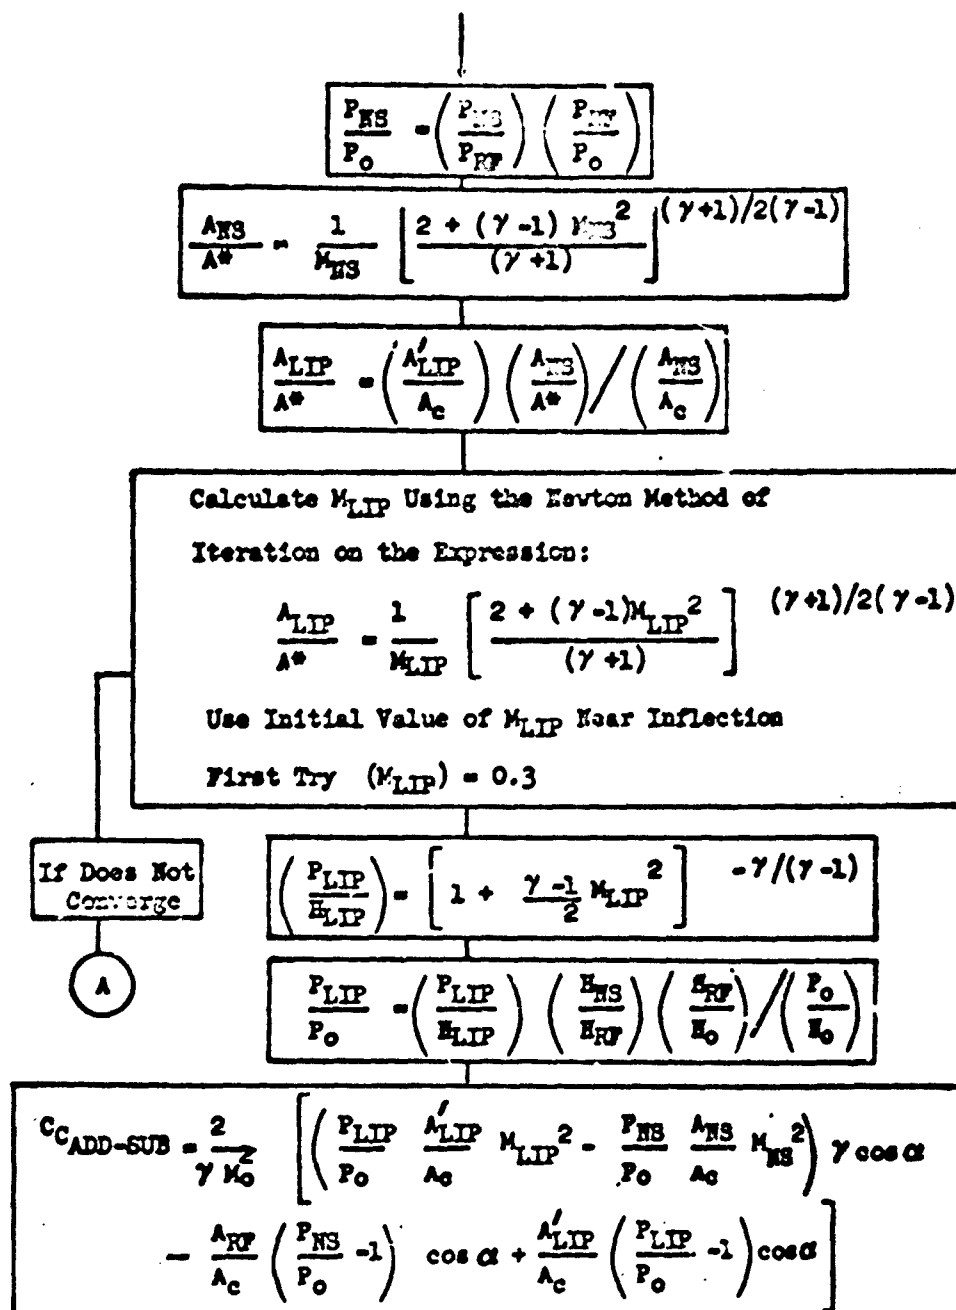 P_NS/P_o = (P_NS/P_RF) (P_RF/P_o)
A_NS/A* = 1/M_NS [(2 + (γ-1) M_NS^2)/(γ+1)]^(γ+1)/2(γ-1)
A_LIP/A* = (A'_LIP/A_c) (A_NS/A*) / (A_NS/A_c)
Calculate M_LIP Using the Newton Method of
Iteration on the Expression:
A_LIP/A* = 1/M_LIP [(2 + (γ-1)M_LIP^2)/(γ+1)]^(γ+1)/2(γ-1)
Use Initial Value of M_LIP Near Inflection
First Try (M_LIP) = 0.3
If Does Not
Converge
A
(P_LIP/H_LIP) = [1 + (γ-1)/2 M_LIP^2]^-γ/(γ-1)
P_LIP/P_o = (P_LIP/H_LIP) (H_NS/H_RF) (H_RF/H_o) / (P_o/H_o)
C_C_ADD-SUB = 2/(γ M_o^2) [(P_LIP/P_o A'_LIP/A_c M_LIP^2 - P_NS/P_o A_NS/A_c M_NS^2) γ cos α
- A_RF/A_c (P_NS/P_o -1) cos α + A'_LIP/A_c (P_LIP/P_o -1) cos α]